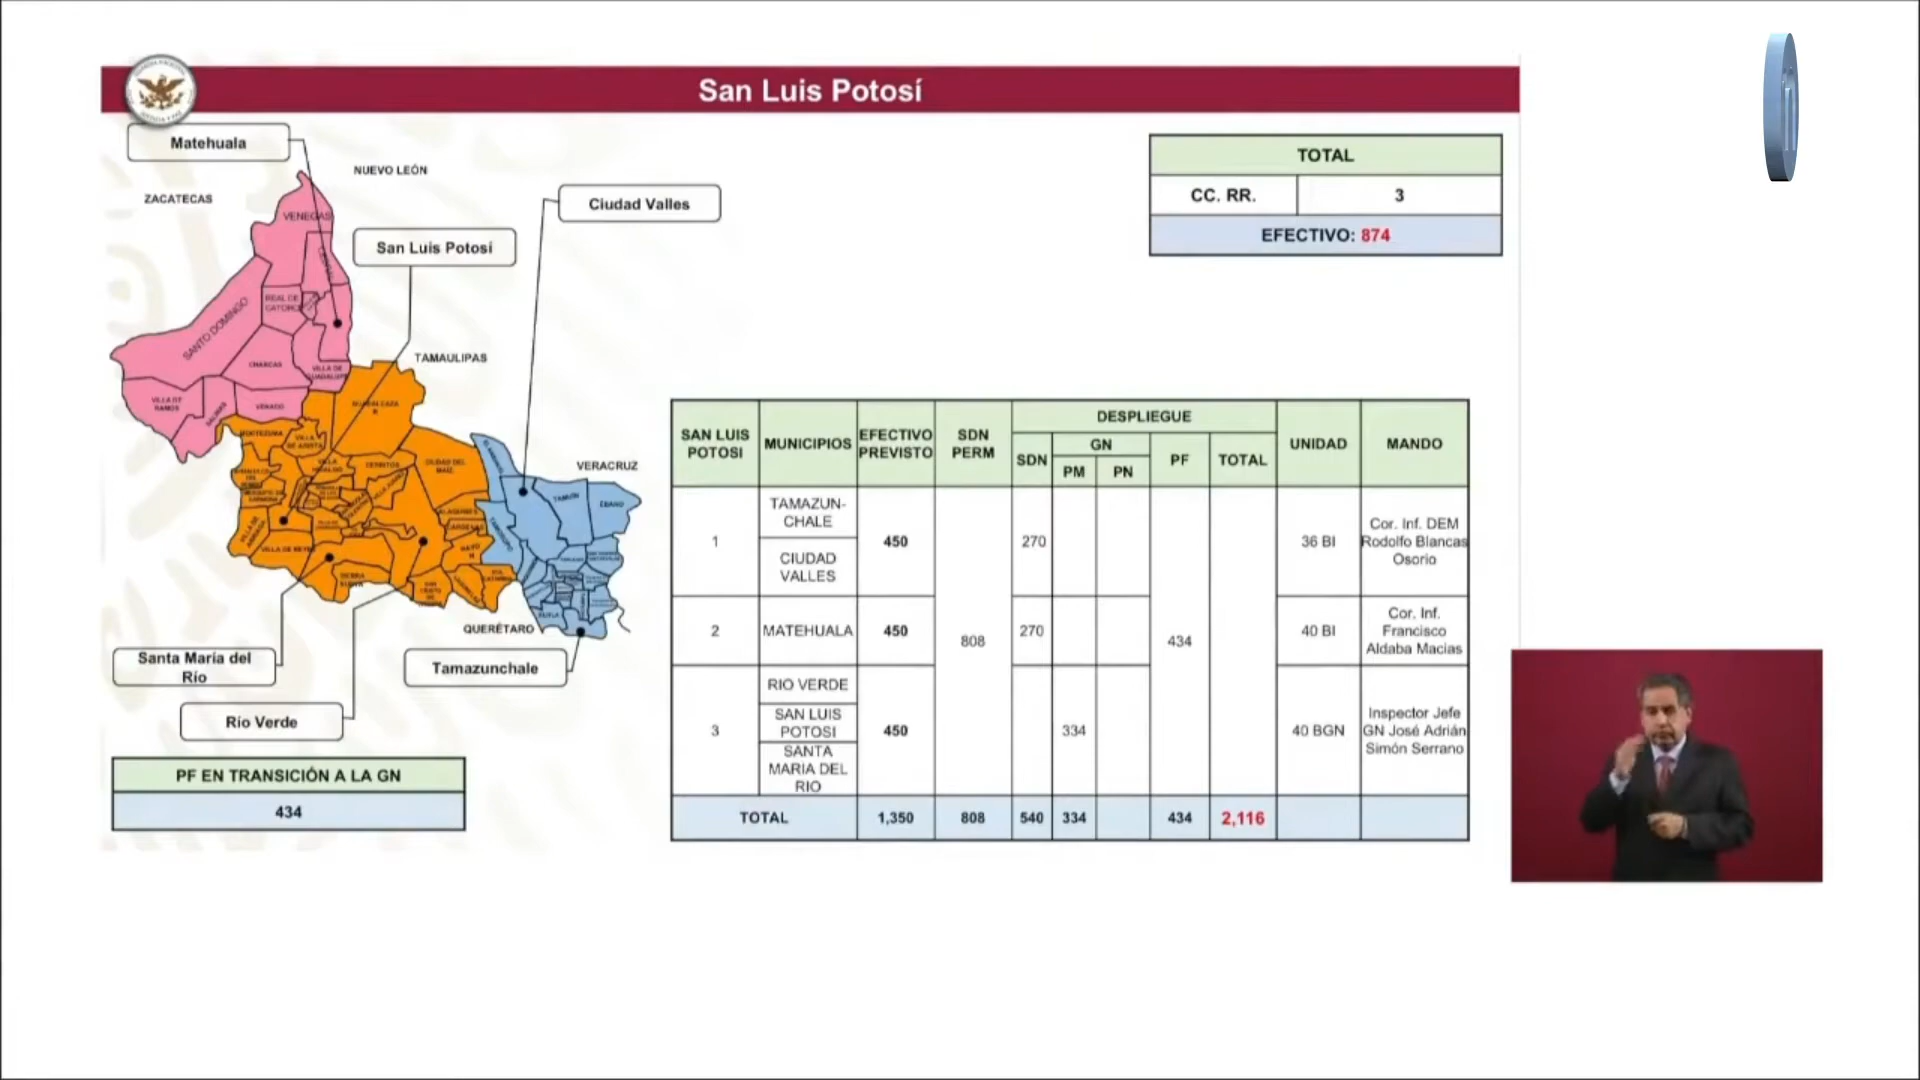 San Luis Potosí
Matehuala
NUEVO LEÓN
ZACATECAS
Ciudad Valles
San Luis Potosí
VENEGAS
REAL DE
SANTO DOMINGO
CHARCAS
VILLA DE
TAMAULIPAS
VILLA DE
RAMOS
VENADO
MOCTEZUMA
CERRITOS
CIUDAD DEL
MAÍZ
VERACRUZ
TAMUÍN
EBANO
VILLA DE REYES
QUERÉTARO
Santa María del
Río
Tamazunchale
Río Verde
PF EN TRANSICIÓN A LA GN
434
TOTAL
CC. RR.
3
EFECTIVO: 874
SAN LUIS
POTOSI
MUNICIPIOS
EFECTIVO
PREVISTO
SDN
PERM
DESPLIEGUE
SDN
GN
PM
PN
PF
TOTAL
UNIDAD
MANDO
1
TAMAZUN-
CHALE
CIUDAD
VALLES
450
270
36 BI
Cor. Inf. DEM
Rodolfo Blancas
Osorio
2
MATEHUALA
450
808
270
434
40 BI
Cor. Inf.
Francisco
Aldaba Macias
3
RIO VERDE
SAN LUIS
POTOSI
SANTA
MARIA DEL
RIO
450
334
40 BGN
Inspector Jefe
GN José Adrián
Simón Serrano
TOTAL
1,350
808
540
334
434
2,116